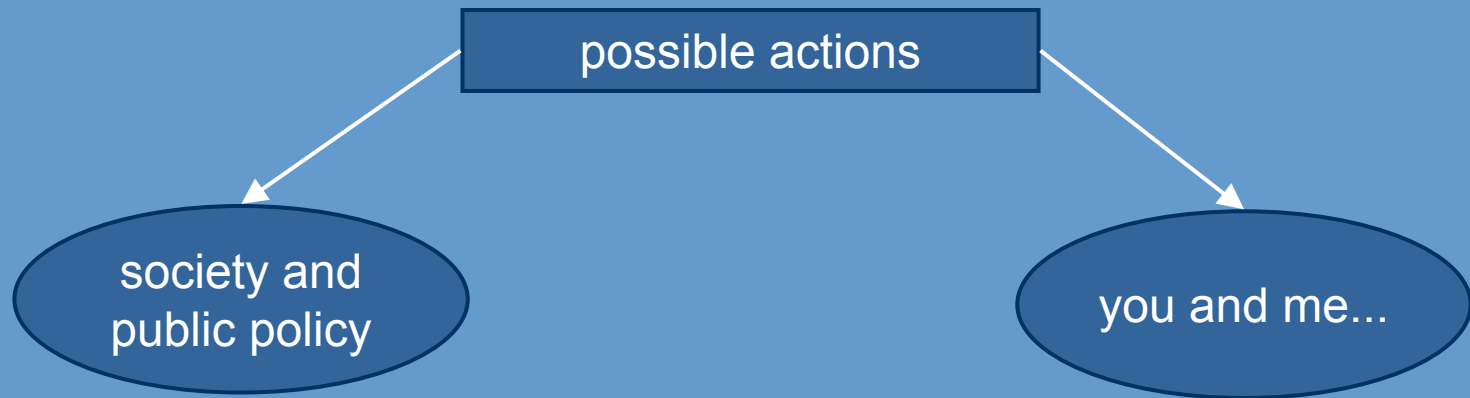 possible actions
society and
public policy
you and me...